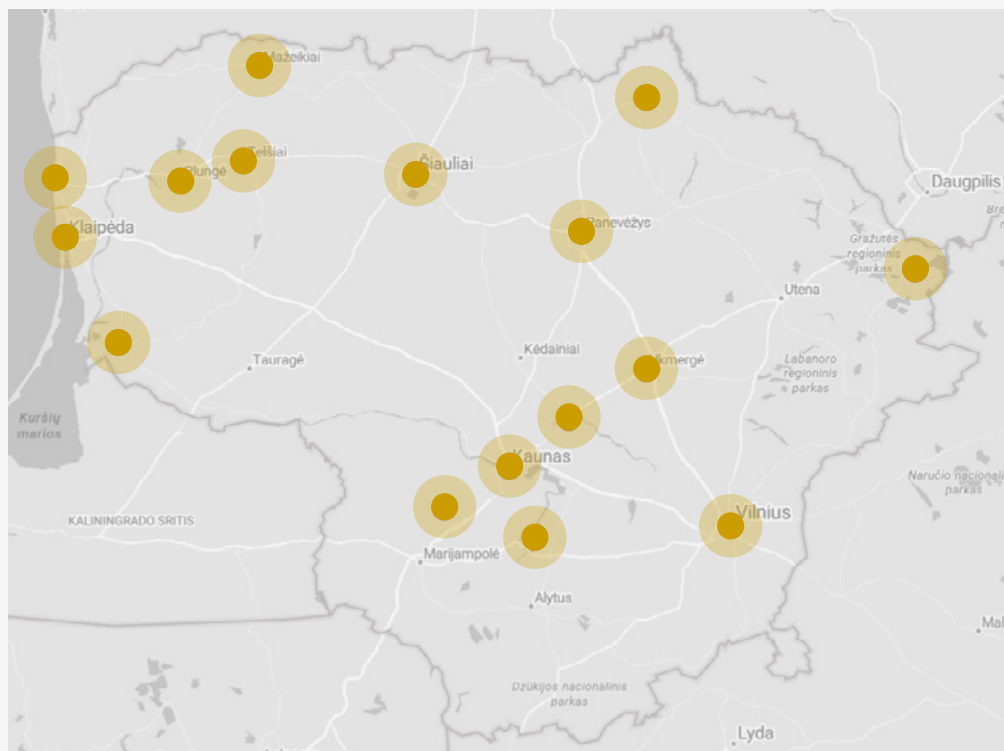 Mažeikiai
Telšiai
Plungė
Šiauliai
Daugpilis
Klaipėda
Panevėžys
Gražutės
regioninis
parkas
Utena
Kėdainiai
Tauragė
Ukmergė
Labanoro
regioninis
parkas
Kuršių
marios
Kaunas
Naručio nacionali
parkas
KALININGRADO SRITIS
Vilnius
Marijampolė
Alytus
Dzūkijos nacionalinis
parkas
Lyda